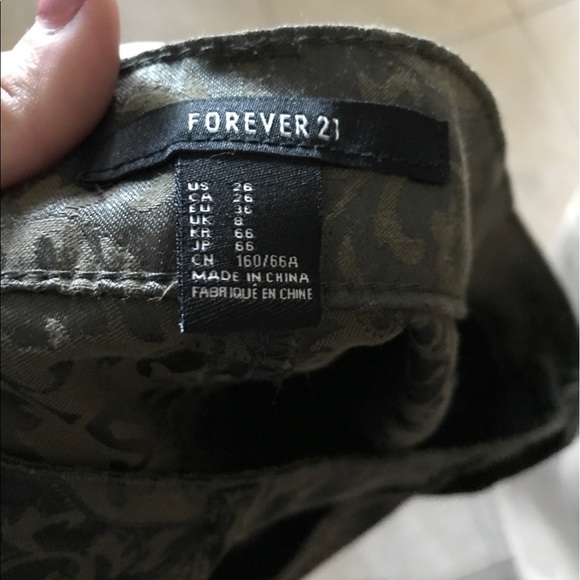 FOREVER 21
US 26
CA 26
EU 36
UK 8
KR 66
JP 66
CN 160/66A
MADE IN CHINA
FABRIQUÉ EN CHINE